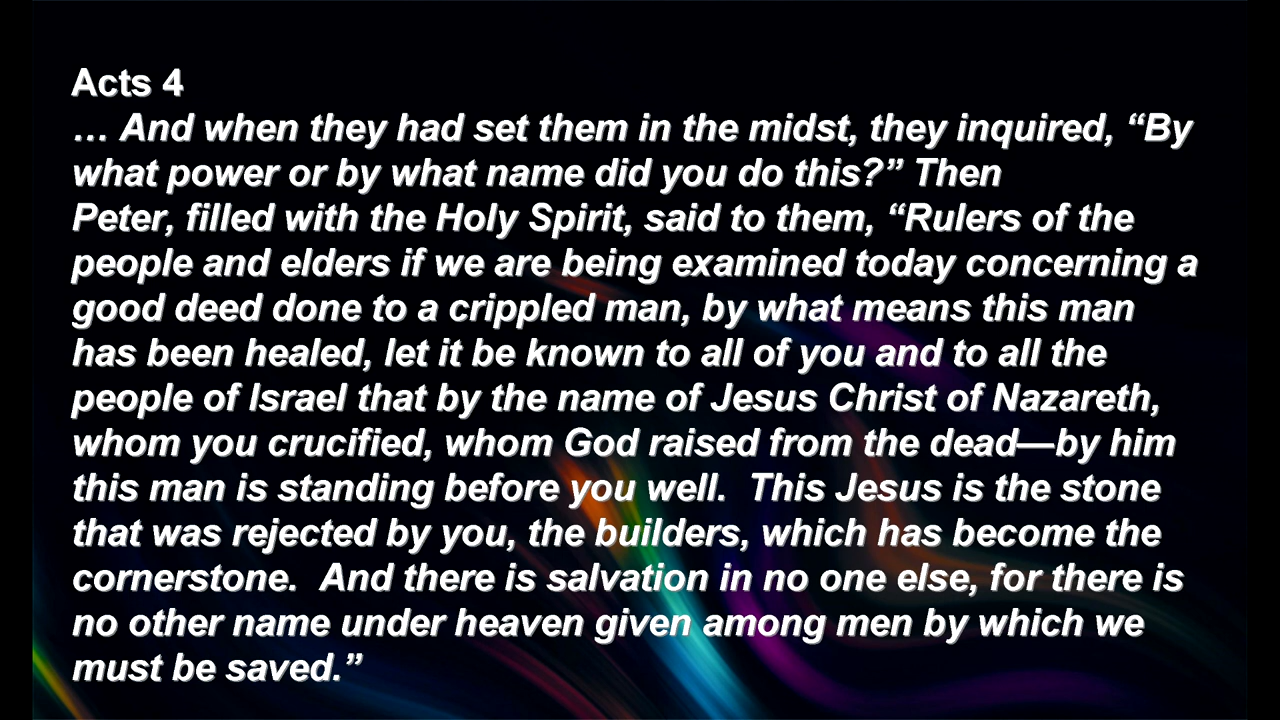 Acts 4
… And when they had set them in the midst, they inquired, “By
what power or by what name did you do this?” Then
Peter, filled with the Holy Spirit, said to them, “Rulers of the
people and elders if we are being examined today concerning a
good deed done to a crippled man, by what means this man
has been healed, let it be known to all of you and to all the
people of Israel that by the name of Jesus Christ of Nazareth,
whom you crucified, whom God raised from the dead—by him
this man is standing before you well.  This Jesus is the stone
that was rejected by you, the builders, which has become the
cornerstone.  And there is salvation in no one else, for there is
no other name under heaven given among men by which we
must be saved.”